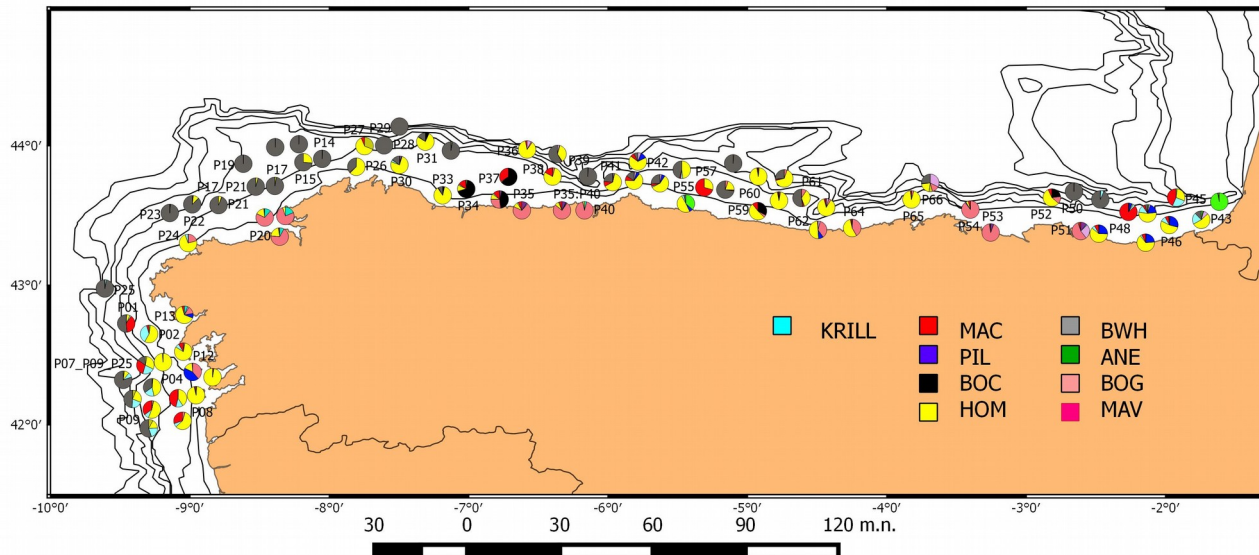 44°0′
43°0′
42°0′
P29
P27
P28
P14
P19
P17
P15
P26
P31
P30
P17
P21
P22
P21
P23
P24
P20
P33
P34
P37
P35
P36
P38
P39
P35
P40
P40
P41
P42
P55
P57
P60
P59
P61
P62
P64
P65
P66
P54
P53
P52
P50
P51
P48
P45
P43
P46
P25
P01
P13
P02
P07_P09_P25
P12
P04
P08
P09
KRILL
MAC
BWH
PIL
ANE
BOC
BOG
HOM
MAV
-10°0′
-9°0′
-8°0′
-7°0′
-6°0′
-5°0′
-4°0′
-3°0′
-2°0′
30
0
30
60
90
120 m.n.